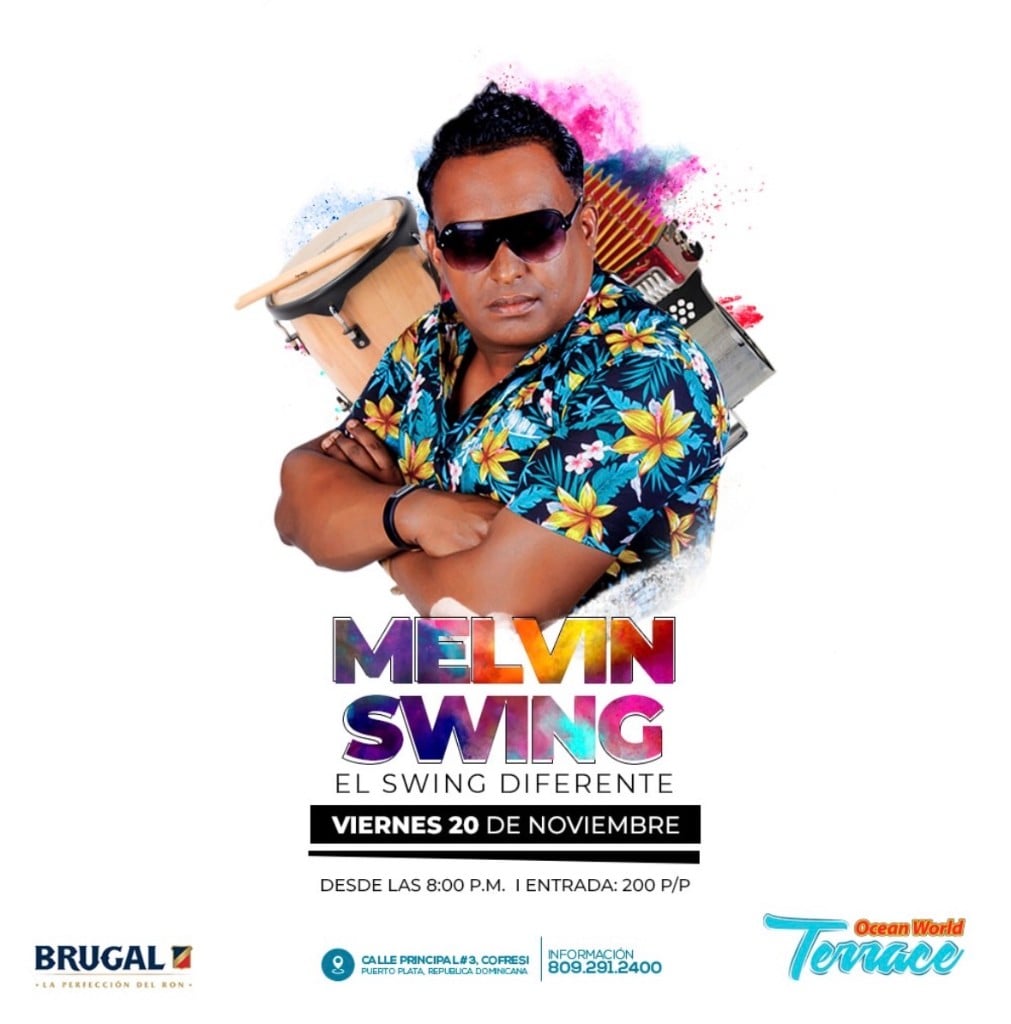 MELVIN
SWING
EL SWING DIFERENTE
VIERNES 20 DE NOVIEMBRE
DESDE LAS 8:00 P.M. I ENTRADA: 200 P/P
BRUGAL
· LA PERFECCIÓN DEL RON ·
CALLE PRINCIPAL #3, COFRESI
PUERTO PLATA, REPUBLICA DOMINICANA
INFORMACIÓN
809.291.2400
Ocean World
Terrace